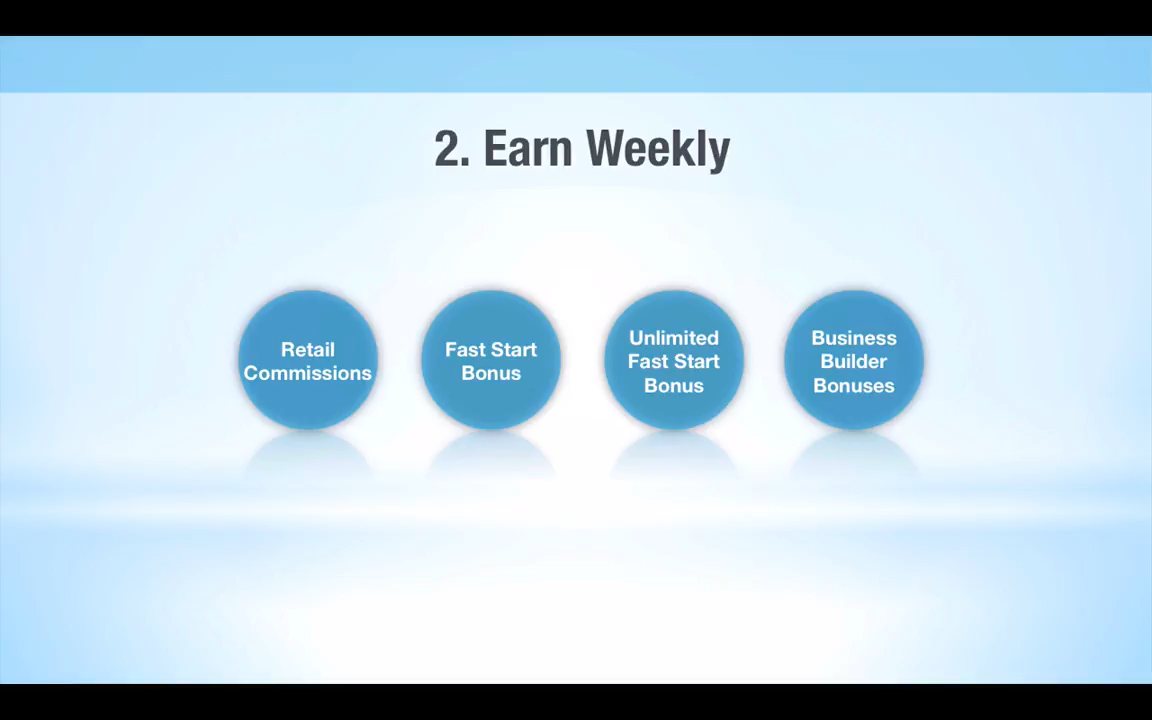 2. Earn Weekly
Retail
Commissions
Fast Start
Bonus
Unlimited
Fast Start
Bonus
Business
Builder
Bonuses